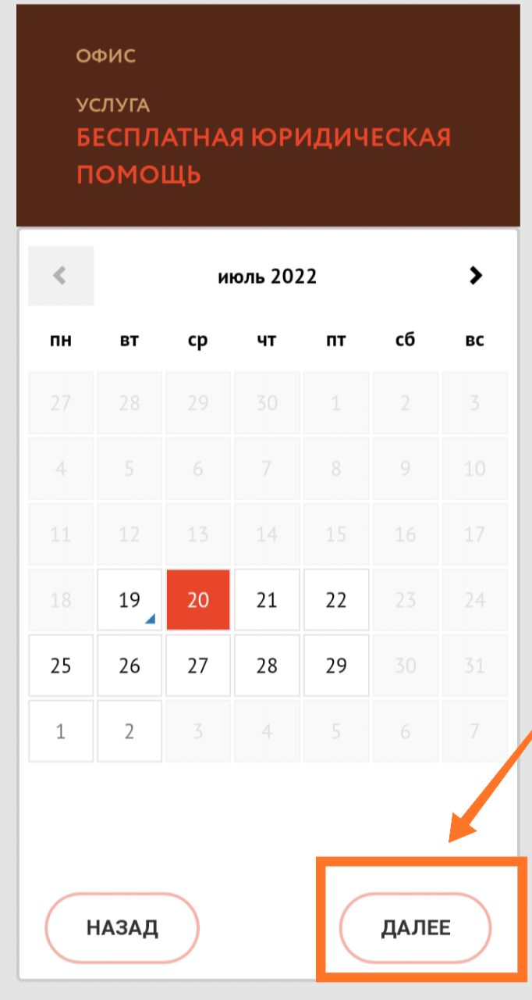 ОФИС
УСЛУГА
БЕСПЛАТНАЯ ЮРИДИЧЕСКАЯ
ПОМОЩЬ
июль 2022
пн вт ср чт пт сб вс
27 28 29 30 1 2 3
4 5 6 7 8 9 10
11 12 13 14 15 16 17
18 19 20 21 22 23 24
25 26 27 28 29 30 31
1 2 3 4 5 6 7
НАЗАД ДАЛЕЕ